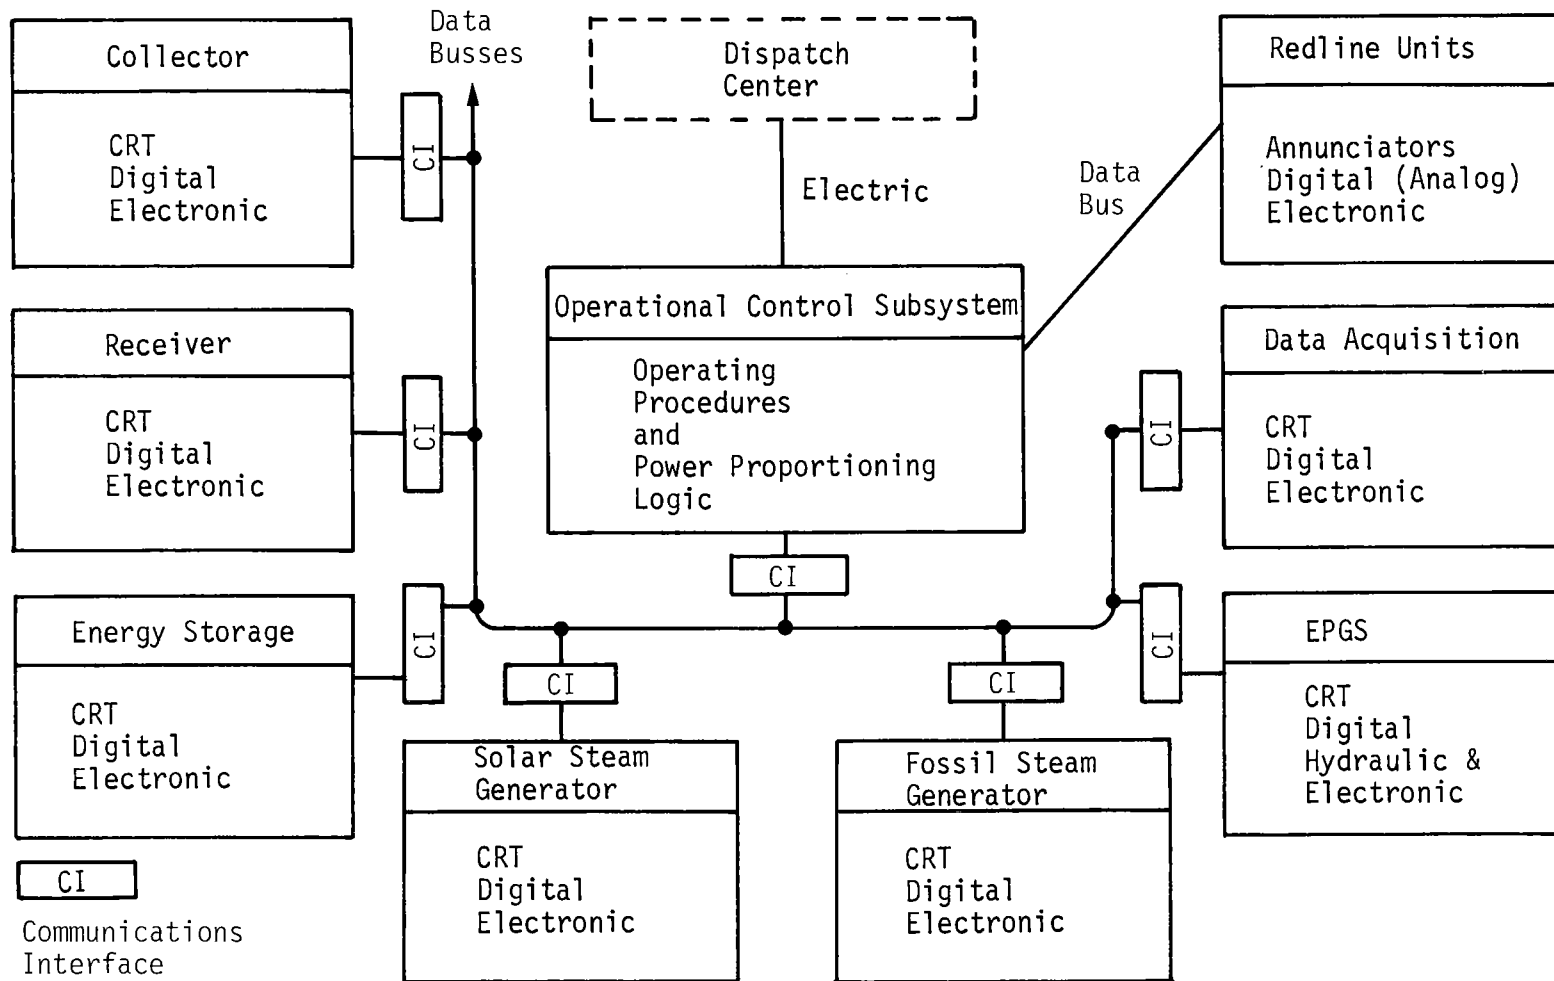 Collector
CRT
Digital
Electronic
CI
Data
Busses
Dispatch
Center
Electric
Data
Bus
Redline Units
Annunciators
Digital (Analog)
Electronic
Receiver
CRT
Digital
Electronic
CI
Operational Control Subsystem
Operating
Procedures
and
Power Proportioning
Logic
CI
CI
Data Acquisition
CRT
Digital
Electronic
Energy Storage
CRT
Digital
Electronic
CI
CI
Solar Steam
Generator
CRT
Digital
Electronic
CI
Fossil Steam
Generator
CRT
Digital
Electronic
CI
EPGS
CRT
Digital
Hydraulic &
Electronic
CI
Communications
Interface